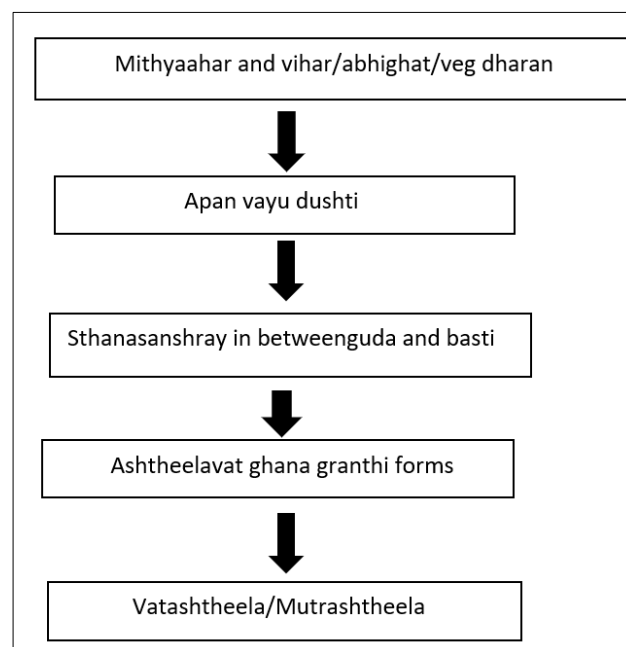 Mithyaahar and vihar/abhighat/veg dharan
Apan vayu dushti
Sthanasanshray in betweenguda and basti
Ashtheelavat ghana granthi forms
Vatashtheela/Mutrashtheela